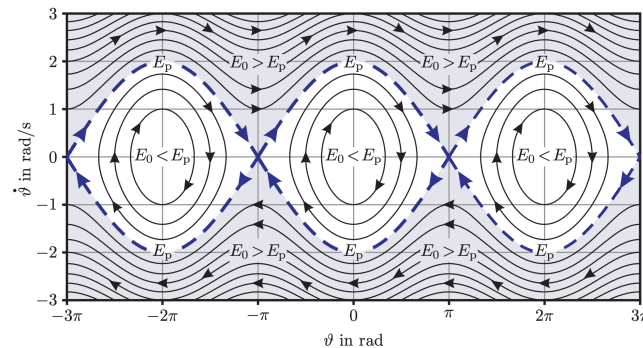 3
2
1
0
−1
−2
−3
ϑ̇ in rad/s
E_p E_0 > E_p E_p E_0 > E_p E_p
E_0 < E_p E_0 < E_p E_0 < E_p
E_p E_0 > E_p E_p E_0 > E_p E_p
−3π −2π −π 0 π 2π 3π
ϑ in rad